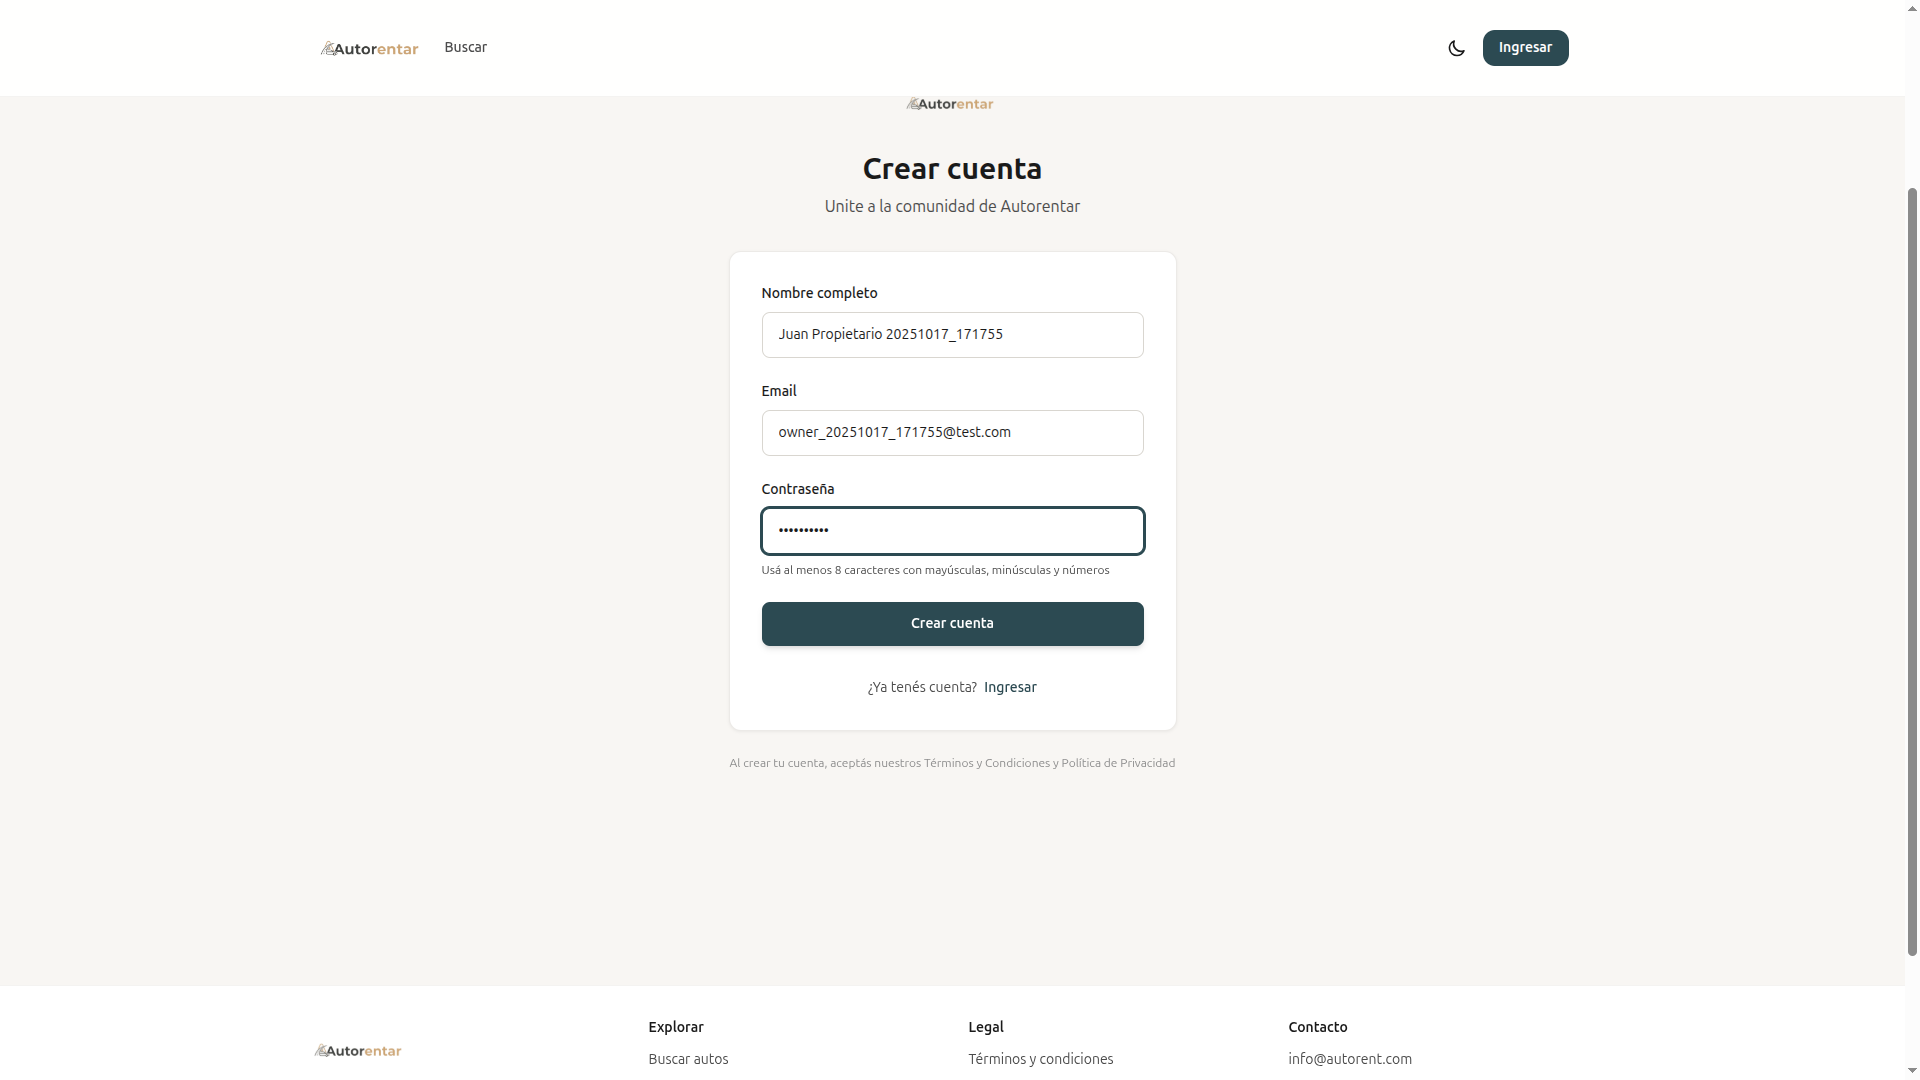 Autorentar
Buscar
Ingresar
Autorentar
Crear cuenta
Unite a la comunidad de Autorentar
Nombre completo
Juan Propietario 20251017_171755
Email
owner_20251017_171755@test.com
Contraseña
••••••••••
Usá al menos 8 caracteres con mayúsculas, minúsculas y números
Crear cuenta
¿Ya tenés cuenta? Ingresar
Al crear tu cuenta, aceptás nuestros Términos y Condiciones y Política de Privacidad
Autorentar
Explorar
Buscar autos
Legal
Términos y condiciones
Contacto
info@autorent.com